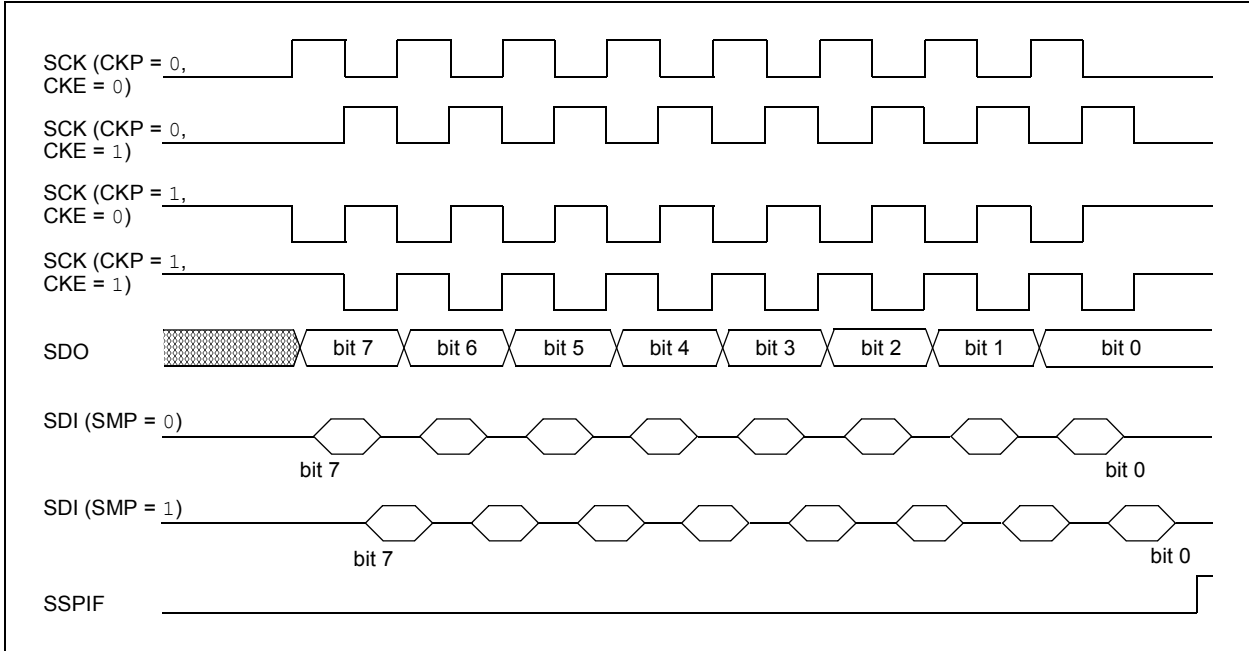 SCK (CKP = 0,
CKE = 0)
SCK (CKP = 0,
CKE = 1)
SCK (CKP = 1,
CKE = 0)
SCK (CKP = 1,
CKE = 1)
SDO
bit 7 bit 6 bit 5 bit 4 bit 3 bit 2 bit 1 bit 0
SDI (SMP = 0)
bit 7 bit 0
SDI (SMP = 1)
bit 7 bit 0
SSPIF